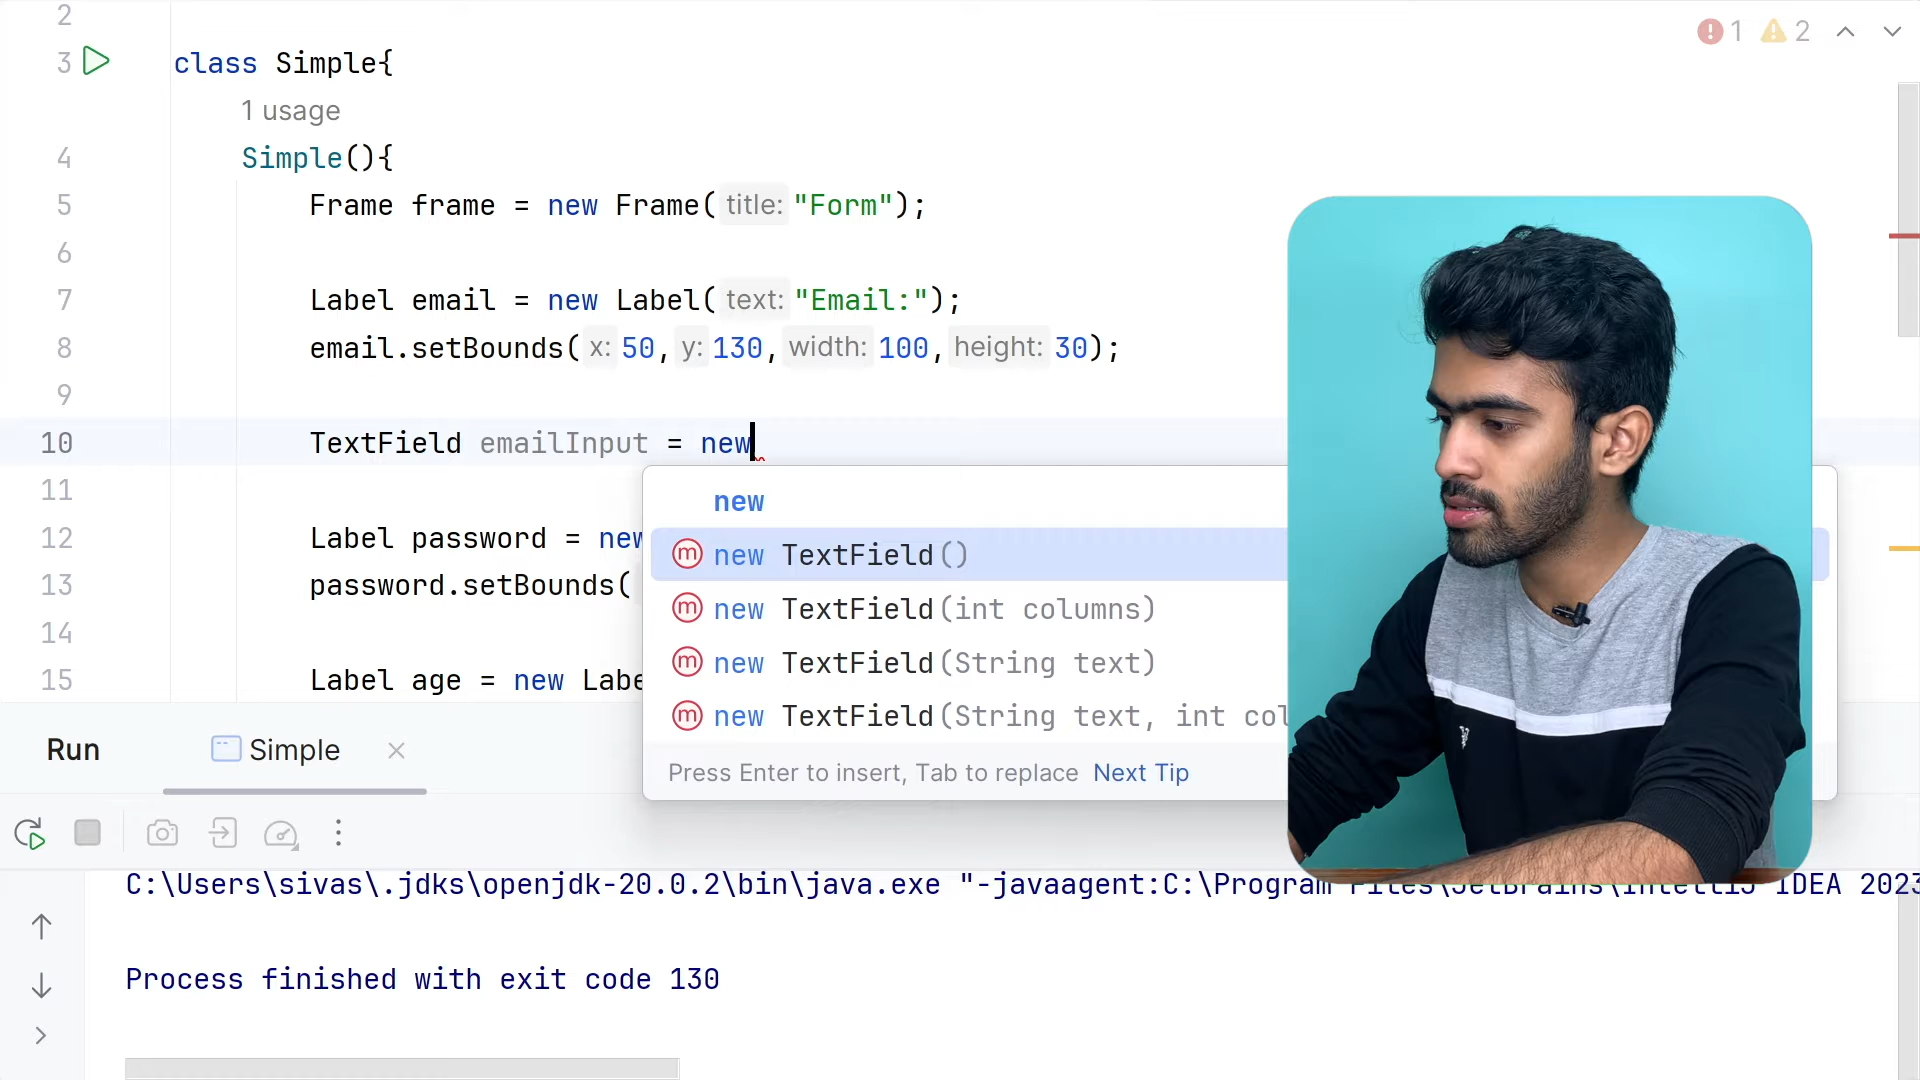 2
1 2
3 class Simple{
1 usage
4 Simple(){
5 Frame frame = new Frame( title: "Form");
6
7 Label email = new Label( text: "Email:");
8 email.setBounds( x: 50, y: 130, width: 100, height: 30);
9
10 TextField emailInput = new
11
new
12 Label password = new
new TextField()
13 password.setBounds(
new TextField(int columns)
14
new TextField(String text)
15 Label age = new Labe
new TextField(String text, int col
Press Enter to insert, Tab to replace Next Tip
Run Simple
C:\Users\sivas\.jdks\openjdk-20.0.2\bin\java.exe "-javaagent:C:\Program Files\JetBrains\IntelliJ IDEA 2023
Process finished with exit code 130